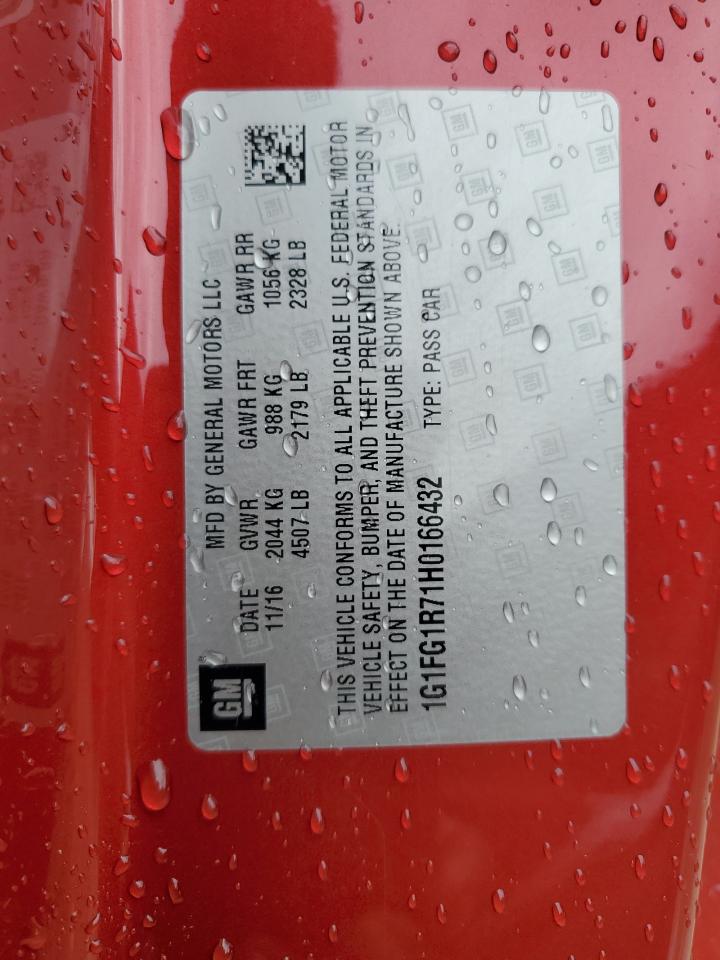 GM
MFD BY GENERAL MOTORS LLC
DATE GVWR GAWR FRT GAWR RR
11/16 2044 KG 988 KG 1056 KG
4507 LB 2179 LB 2328 LB
THIS VEHICLE CONFORMS TO ALL APPLICABLE U.S. FEDERAL MOTOR
VEHICLE SAFETY, BUMPER, AND THEFT PREVENTION STANDARDS IN
EFFECT ON THE DATE OF MANUFACTURE SHOWN ABOVE.
1G1FG1R71H0166432 TYPE: PASS CAR